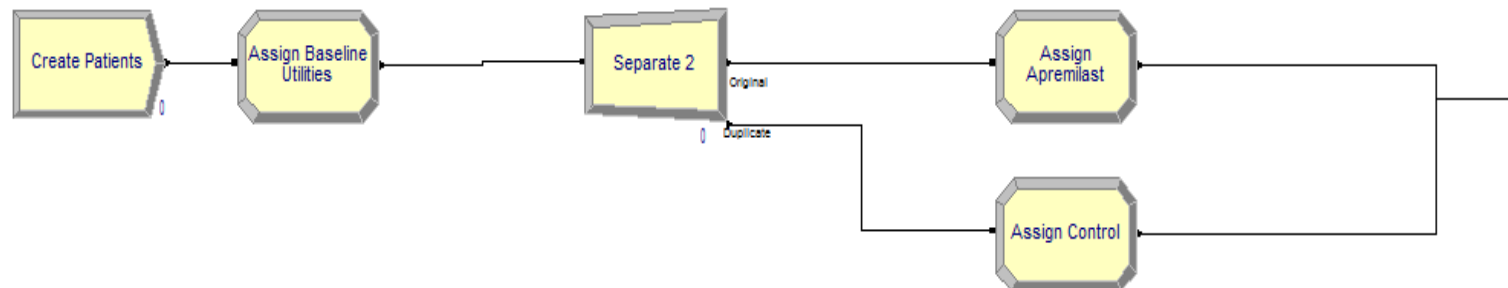 Create Patients
0
Assign Baseline
Utilities
Separate 2
Original
0
Duplicate
Assign
Apremilast
Assign Control